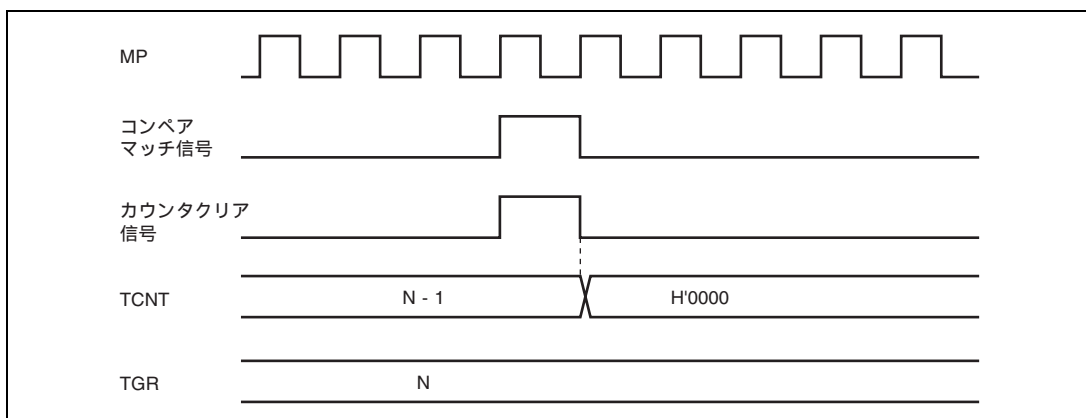 MP
コンペア
マッチ信号
カウンタクリア
信号
TCNT N - 1 H'0000
TGR N